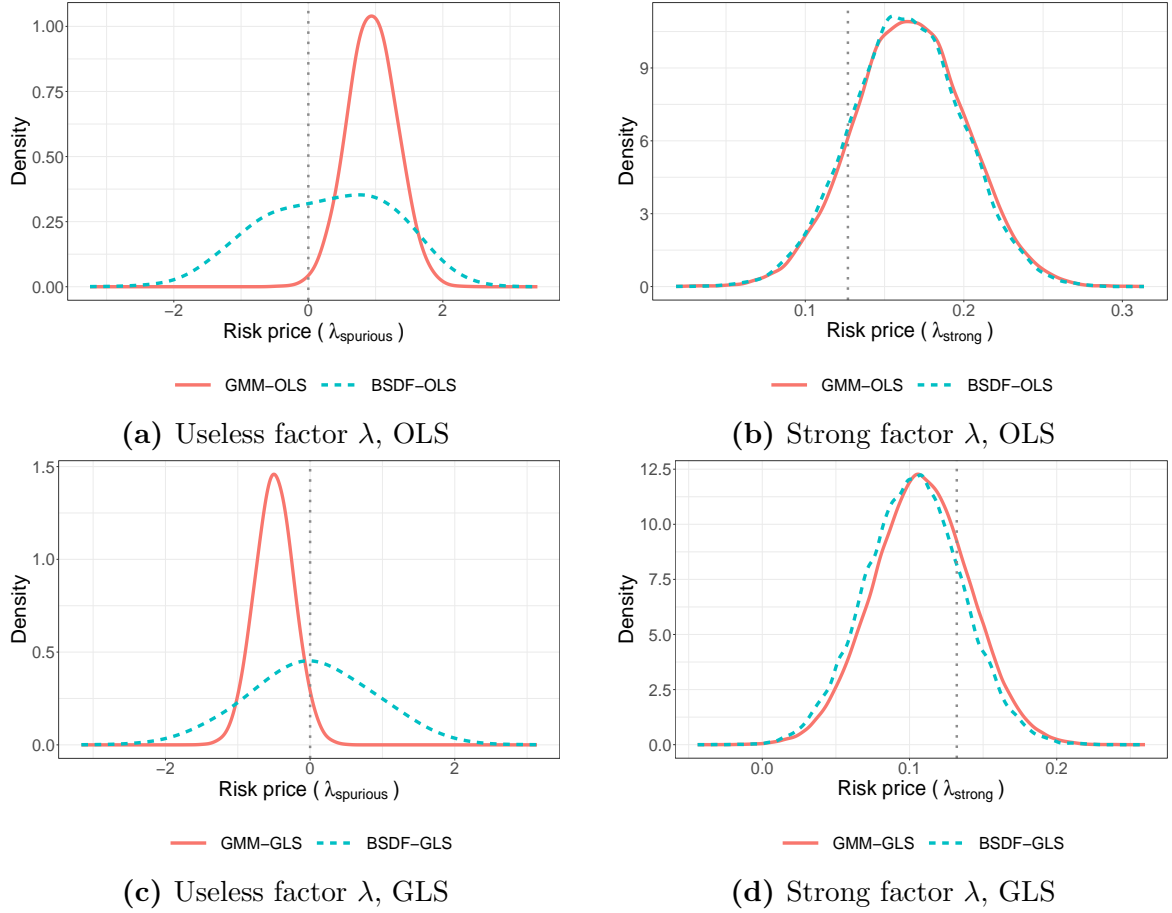 1.00
0.75
0.50
0.25
0.00
Density
−2
0
2
Risk price ( λspurious )
GMM−OLS
BSDF−OLS
(a) Useless factor λ, OLS
9
6
3
0
Density
0.1
0.2
0.3
Risk price ( λstrong )
GMM−OLS
BSDF−OLS
(b) Strong factor λ, OLS
1.5
1.0
0.5
0.0
Density
−2
0
2
Risk price ( λspurious )
GMM−GLS
BSDF−GLS
(c) Useless factor λ, GLS
12.5
10.0
7.5
5.0
2.5
0.0
Density
0.0
0.1
0.2
Risk price ( λstrong )
GMM−GLS
BSDF−GLS
(d) Strong factor λ, GLS